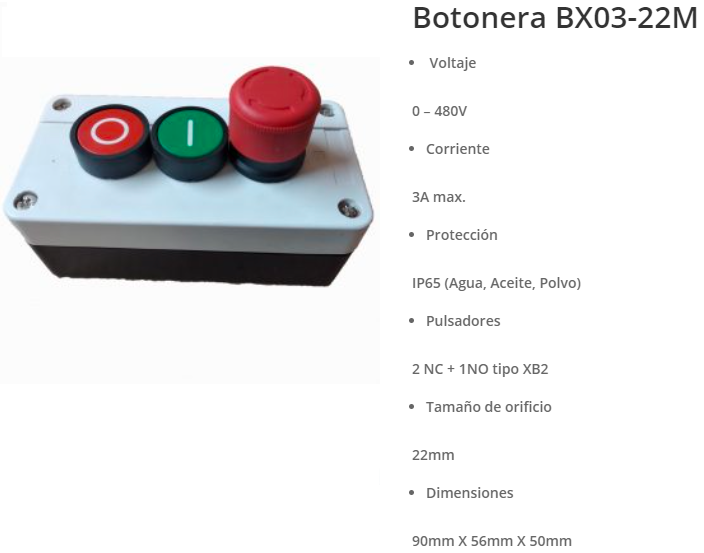 Botonera BX03-22M
• Voltaje
0 – 480V
• Corriente
3A max.
• Protección
IP65 (Agua, Aceite, Polvo)
• Pulsadores
2 NC + 1NO tipo XB2
• Tamaño de orificio
22mm
• Dimensiones
90mm X 56mm X 50mm